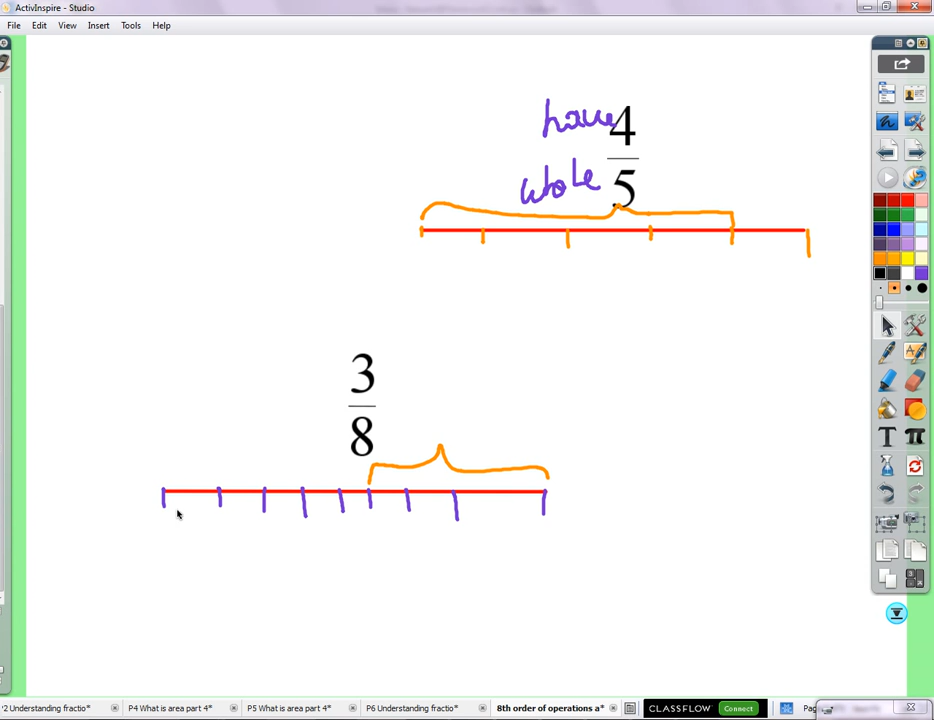 ActivInspire - Studio
File Edit View Insert Tools Help
have 4
whole 5
3
8
'2 Understanding fractio* P4 What is area part 4* P5 What is area part 4* P6 Understanding fractio* 8th order of operations a* CLASSFLOW Connect